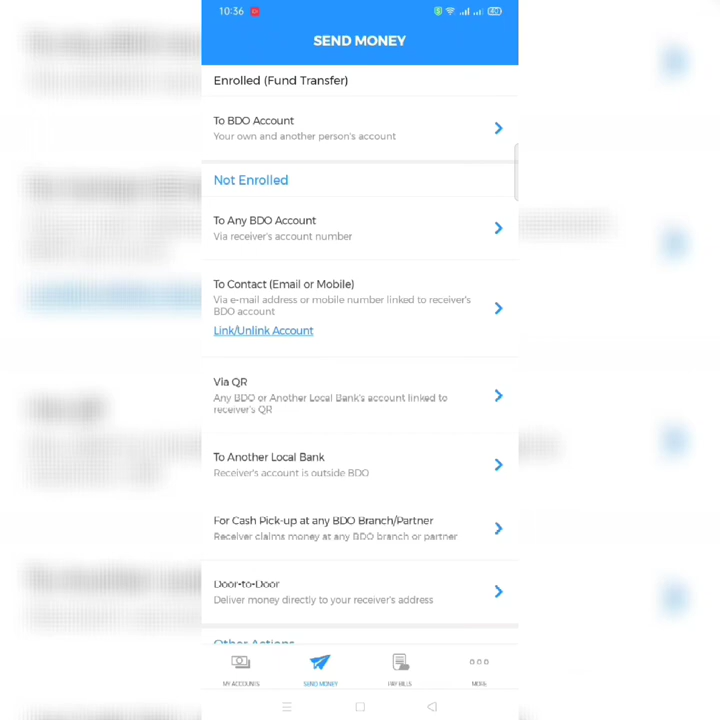 10:36
SEND MONEY
Enrolled (Fund Transfer)
To BDO Account
Your own and another person's account
Not Enrolled
To Any BDO Account
Via receiver's account number
To Contact (Email or Mobile)
Via e-mail address or mobile number linked to receiver's
BDO account
Link/Unlink Account
Via QR
Any BDO or Another Local Bank's account linked to
receiver's QR
To Another Local Bank
Receiver's account is outside BDO
For Cash Pick-up at any BDO Branch/Partner
Receiver claims money at any BDO branch or partner
Door-to-Door
Deliver money directly to your receiver's address
Other Actions
MY ACCOUNTS
SEND MONEY
PAY BILLS
MORE